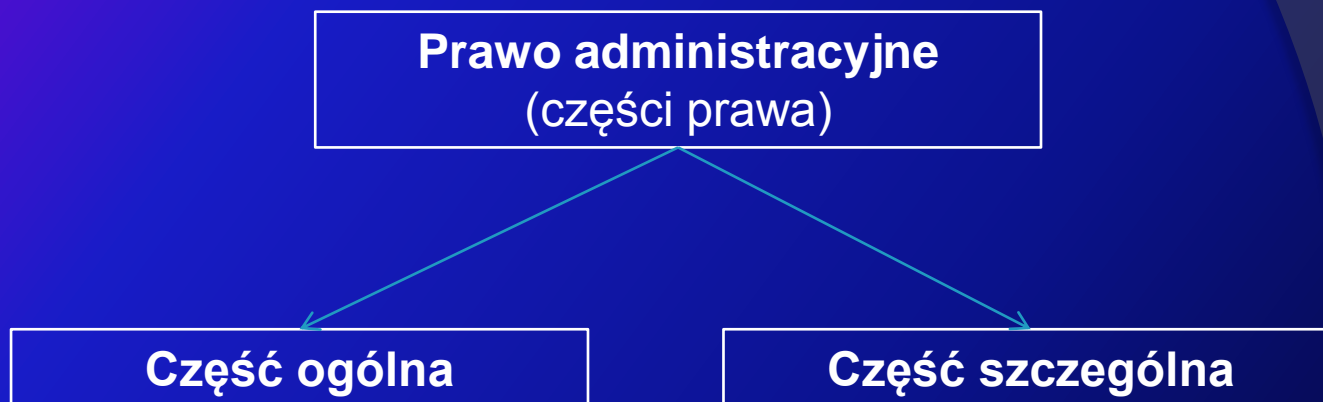 Prawo administracyjne
(części prawa)
Część ogólna
Część szczególna